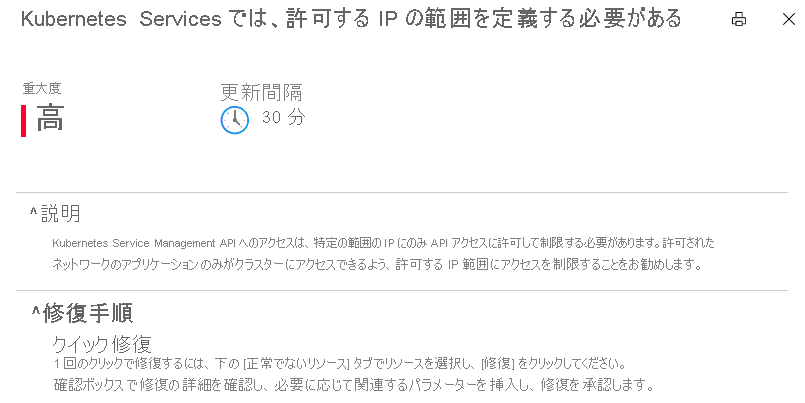 Kubernetes Services では、許可する IP の範囲を定義する必要がある
重大度
更新間隔
高
30 分
^説明
Kubernetes Service Management API へのアクセスは、特定の範囲の IP にのみ API アクセスに許可して制限する必要があります。許可された
ネットワークのアプリケーションのみがクラスターにアクセスできるよう、許可する IP 範囲にアクセスを制限することをお勧めします。
^修復手順
クイック修復
1 回のクリックで修復するには、下の [正常でないリソース] タブでリソースを選択し、[修復] をクリックしてください。
確認ボックスで修復の詳細を確認し、必要に応じて関連するパラメーターを挿入し、修復を承認します。